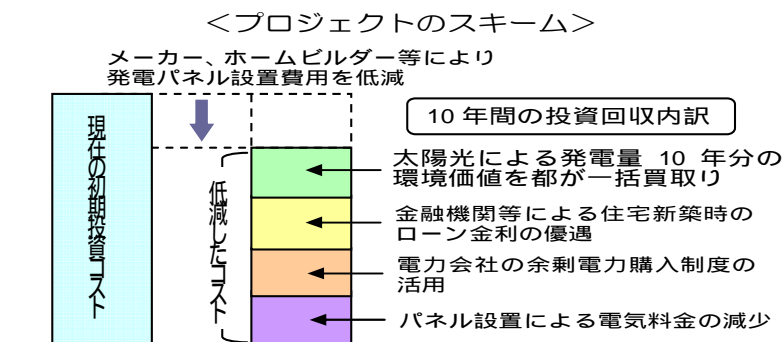 ＜プロジェクトのスキーム＞
メーカー、ホームビルダー等により
発電パネル設置費用を低減
現在の初期投資コスト
低減したコスト
10年間の投資回収内訳
太陽光による発電量 10 年分の
環境価値を都が一括買取り
金融機関等による住宅新築時の
ローン金利の優遇
電力会社の余剰電力購入制度の
活用
パネル設置による電気料金の減少